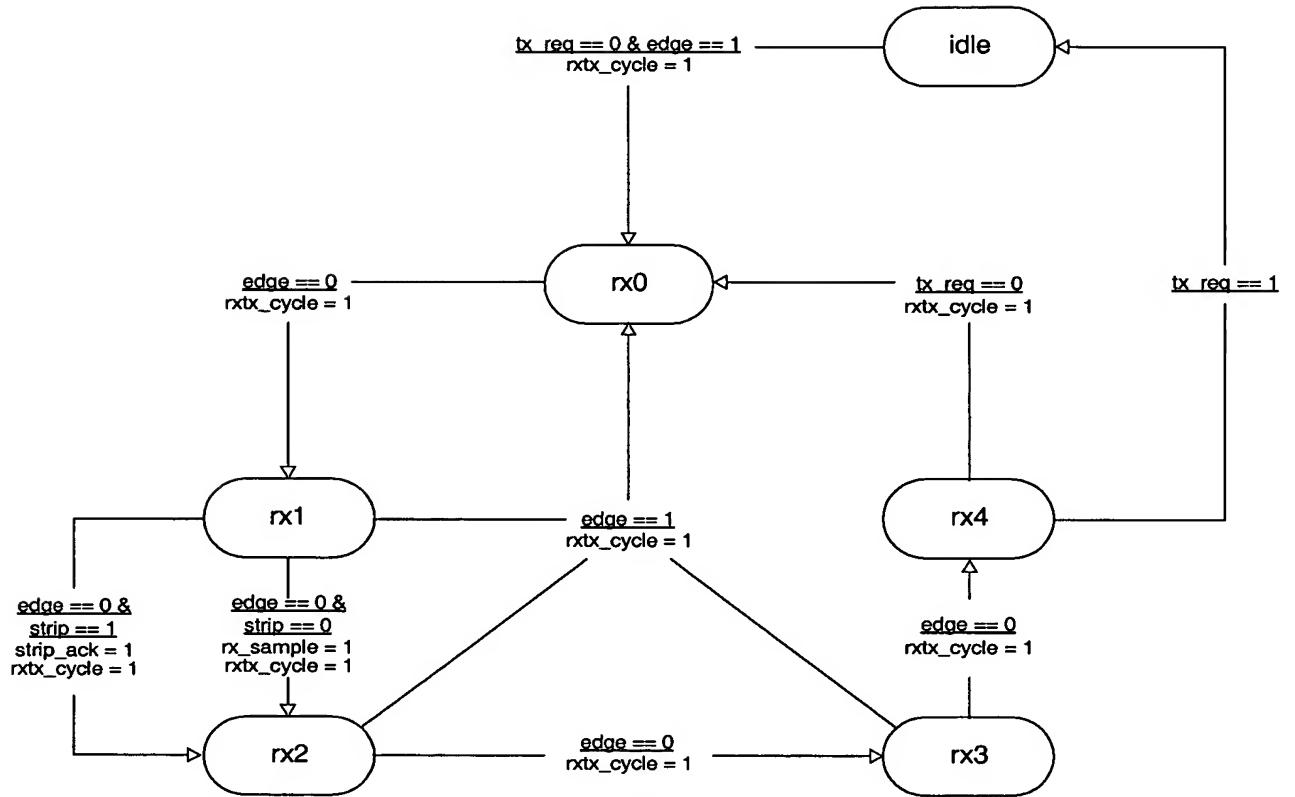 tx_req == 0 & edge == 1
rxtx_cycle = 1
idle
edge == 0
rxtx_cycle = 1
rx0
tx_req == 0
rxtx_cycle = 1
tx_req == 1
rx1
edge == 1
rxtx_cycle = 1
rx4
edge == 0 &
strip == 1
strip_ack = 1
rxtx_cycle = 1
edge == 0 &
strip == 0
rx_sample = 1
rxtx_cycle = 1
edge == 0
rxtx_cycle = 1
rx2
edge == 0
rxtx_cycle = 1
rx3